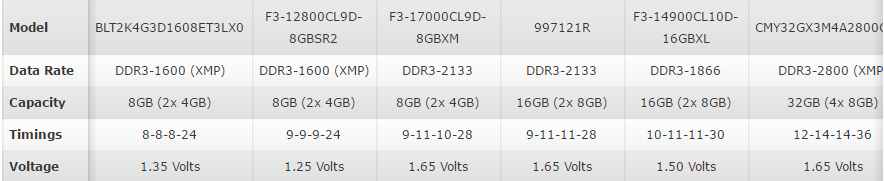 Model BLT2K4G3D1608ET3LX0 F3-12800CL9D-8GBSR2 F3-17000CL9D-8GBXM 997121R F3-14900CL10D-16GBXL CMY32GX3M4A2800C
Data Rate DDR3-1600 (XMP) DDR3-1600 (XMP) DDR3-2133 DDR3-2133 DDR3-1866 DDR3-2800 (XMP
Capacity 8GB (2x 4GB) 8GB (2x 4GB) 8GB (2x 4GB) 16GB (2x 8GB) 16GB (2x 8GB) 32GB (4x 8GB)
Timings 8-8-8-24 9-9-9-24 9-11-10-28 9-11-11-28 10-11-11-30 12-14-14-36
Voltage 1.35 Volts 1.25 Volts 1.65 Volts 1.65 Volts 1.50 Volts 1.65 Volts